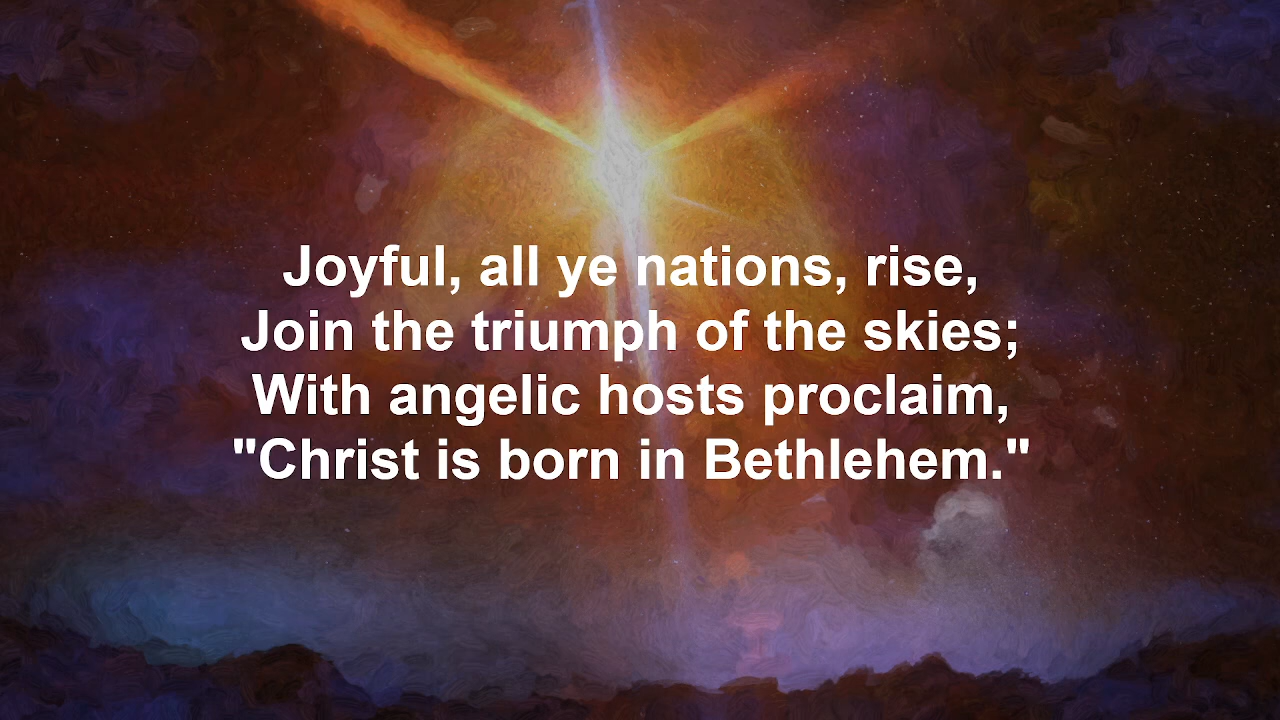 Joyful, all ye nations, rise,
Join the triumph of the skies;
With angelic hosts proclaim,
"Christ is born in Bethlehem."